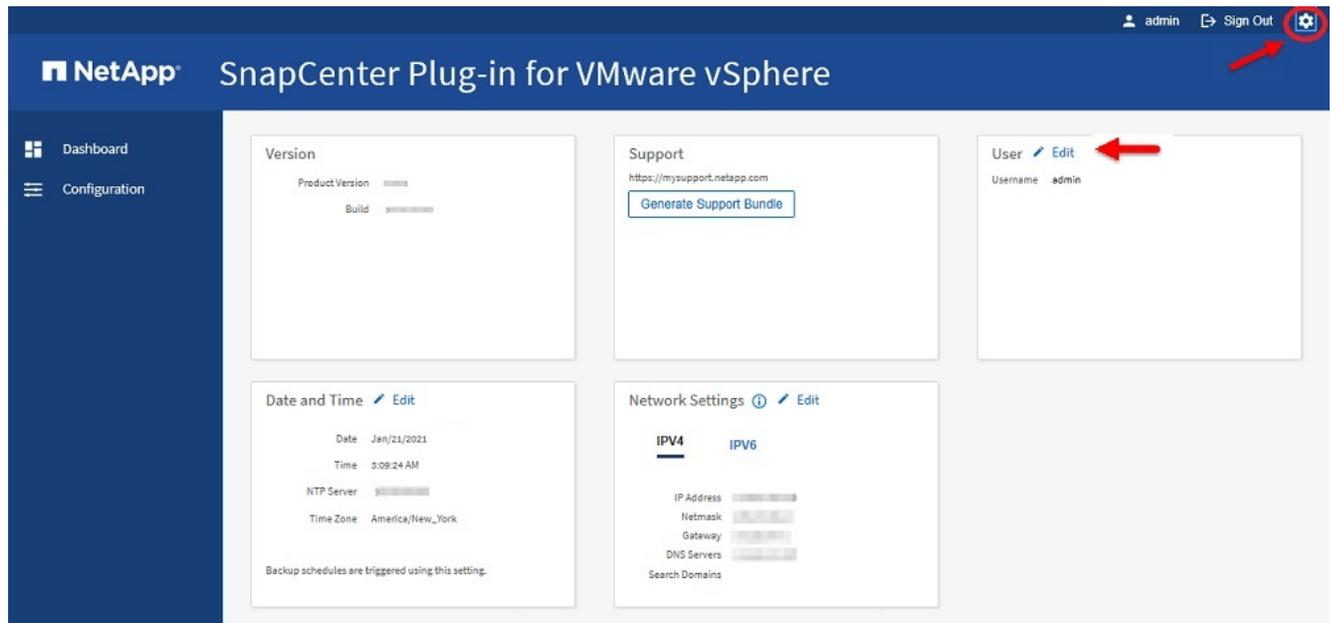 admin Sign Out
NetApp SnapCenter Plug-in for VMware vSphere
Dashboard
Configuration
Version
Product Version
Build
Support
https://mysupport.netapp.com
Generate Support Bundle
User Edit
Username admin
Date and Time Edit
Date Jan/21/2021
Time 3:09:24 AM
NTP Server
Time Zone America/New_York
Backup schedules are triggered using this setting.
Network Settings Edit
IPV4 IPV6
IP Address
Netmask
Gateway
DNS Servers
Search Domains